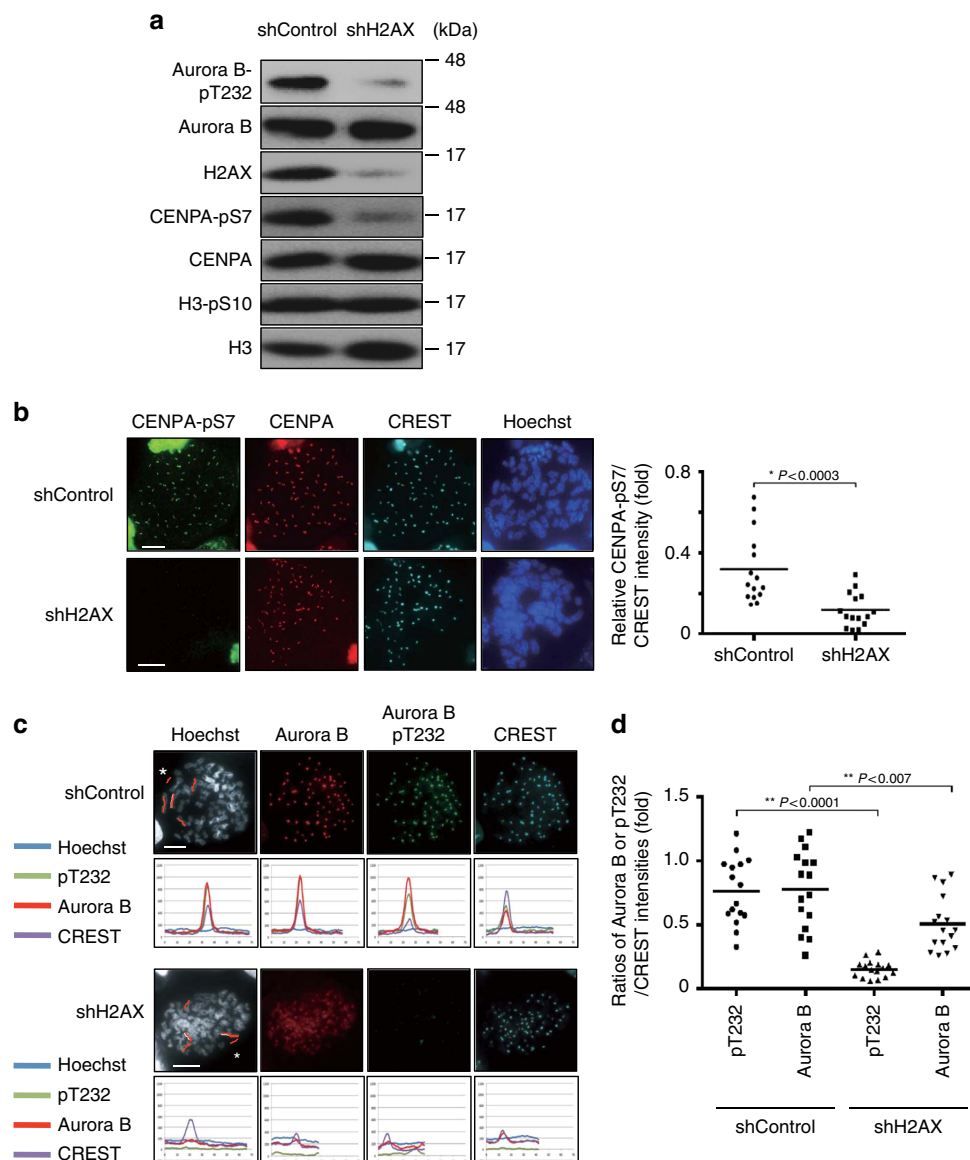 a
shControl shH2AX (kDa)
Aurora B-
pT232
48
Aurora B
48
H2AX
17
CENPA-pS7
17
CENPA
17
H3-pS10
17
H3
17
b
CENPA-pS7 CENPA CREST Hoechst
shControl
shH2AX
Relative CENPA-pS7/
CREST intensity (fold)
0.8
0.4
0
* P<0.0003
shControl shH2AX
c
Hoechst Aurora B Aurora B pT232 CREST
shControl
*
Hoechst
pT232
Aurora B
CREST
shH2AX
*
Hoechst
pT232
Aurora B
CREST
d
Ratios of Aurora B or pT232
/CREST intensities (fold)
1.5
1.0
0.5
0
** P<0.007
** P<0.0001
pT232 Aurora B pT232 Aurora B
shControl shH2AX